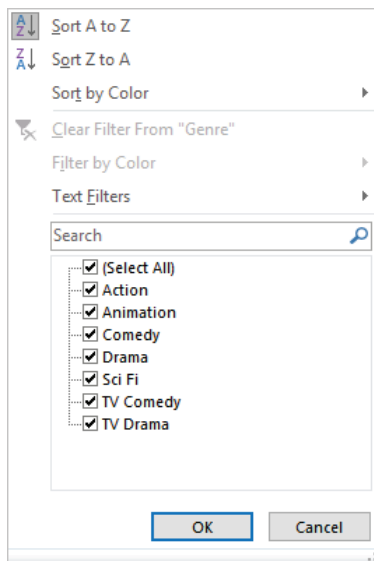 Sort A to Z
Sort Z to A
Sort by Color
Clear Filter From "Genre"
Filter by Color
Text Filters
Search
(Select All)
Action
Animation
Comedy
Drama
Sci Fi
TV Comedy
TV Drama
OK Cancel